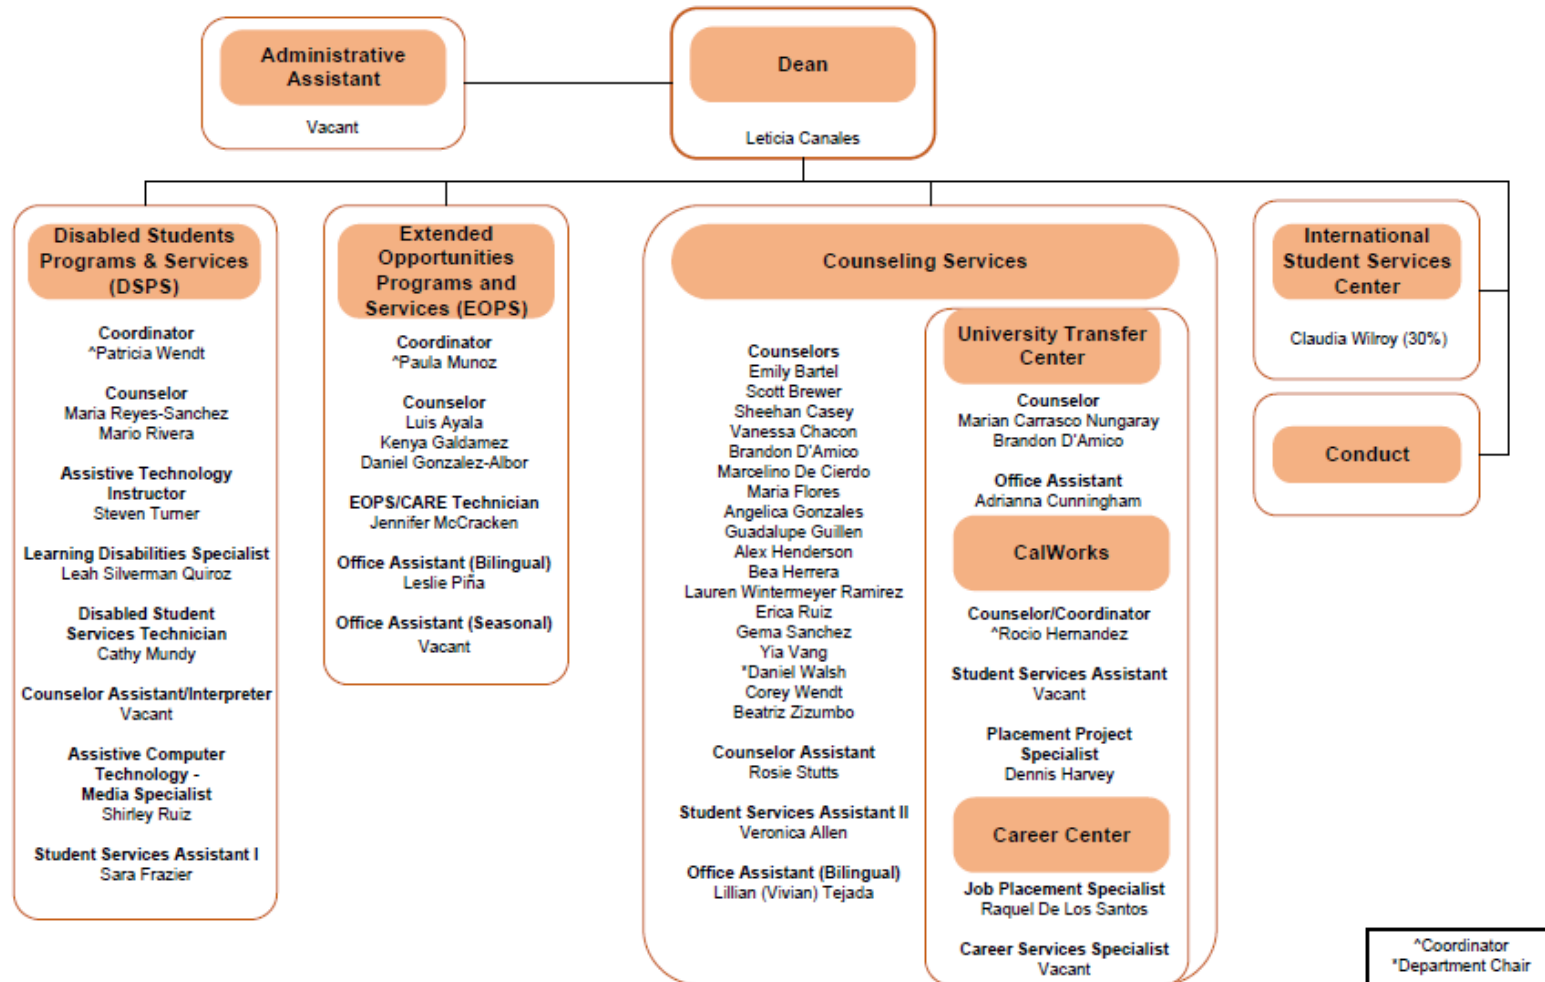 Administrative
Assistant
Vacant
Dean
Leticia Canales
Disabled Students
Programs & Services
(DSPS)
Coordinator
^Patricia Wendt
Counselor
Maria Reyes-Sanchez
Mario Rivera
Assistive Technology
Instructor
Steven Turner
Learning Disabilities Specialist
Leah Silverman Quiroz
Disabled Student
Services Technician
Cathy Mundy
Counselor Assistant/Interpreter
Vacant
Assistive Computer
Technology -
Media Specialist
Shirley Ruiz
Student Services Assistant I
Sara Frazier
Extended
Opportunities
Programs and
Services (EOPS)
Coordinator
^Paula Munoz
Counselor
Luis Ayala
Kenya Galdamez
Daniel Gonzalez-Albor
EOPS/CARE Technician
Jennifer McCracken
Office Assistant (Bilingual)
Leslie Piña
Office Assistant (Seasonal)
Vacant
Counseling Services
Counselors
Emily Bartel
Scott Brewer
Sheehan Casey
Vanessa Chacon
Brandon D'Amico
Marcelino De Cierdo
Maria Flores
Angelica Gonzales
Guadalupe Guillen
Alex Henderson
Bea Herrera
Lauren Wintermeyer Ramirez
Erica Ruiz
Gema Sanchez
Yia Vang
*Daniel Walsh
Corey Wendt
Beatriz Zizumbo
Counselor Assistant
Rosie Stutts
Student Services Assistant II
Veronica Allen
Office Assistant (Bilingual)
Lillian (Vivian) Tejada
University Transfer
Center
Counselor
Marian Carrasco Nungaray
Brandon D'Amico
Office Assistant
Adrianna Cunningham
CalWorks
Counselor/Coordinator
^Rocio Hernandez
Student Services Assistant
Vacant
Placement Project
Specialist
Dennis Harvey
Career Center
Job Placement Specialist
Raquel De Los Santos
Career Services Specialist
Vacant
International
Student Services
Center
Claudia Wilroy (30%)
Conduct
^Coordinator
*Department Chair